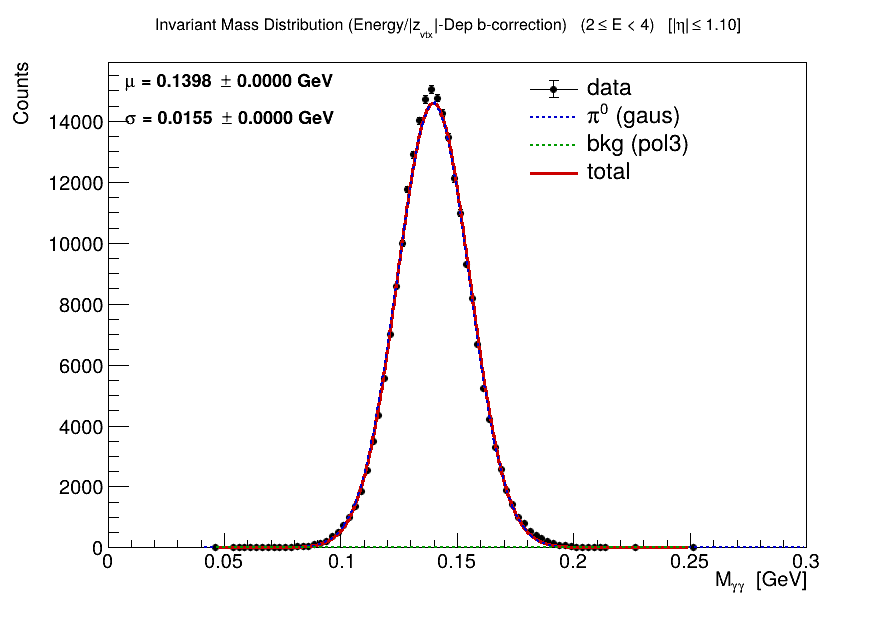 Invariant Mass Distribution (Energy/|z_vtx|-Dep b-correction) (2 ≤ E < 4) [|η| ≤ 1.10]
Counts
μ = 0.1398 ± 0.0000 GeV
σ = 0.0155 ± 0.0000 GeV
data
π⁰ (gaus)
bkg (pol3)
total
14000
12000
10000
8000
6000
4000
2000
0
0 0.05 0.1 0.15 0.2 0.25 0.3
M_γγ [GeV]